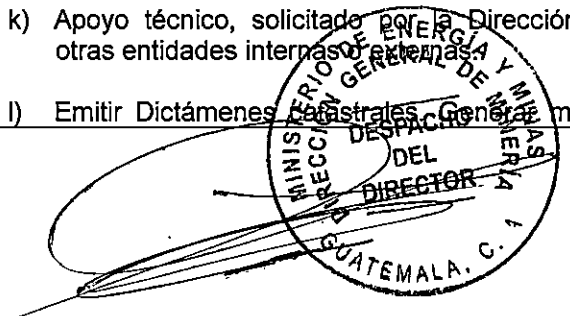 k) Apoyo técnico, solicitado por la Dirección
otras entidades internas o externas.
l) Emitir Dictámenes catastrales, Generar m
MINISTERIO DE ENERGÍA Y MINAS
DIRECCIÓN GENERAL DE MINERÍA
DESPACHO
DEL
DIRECTOR
GUATEMALA, C. A